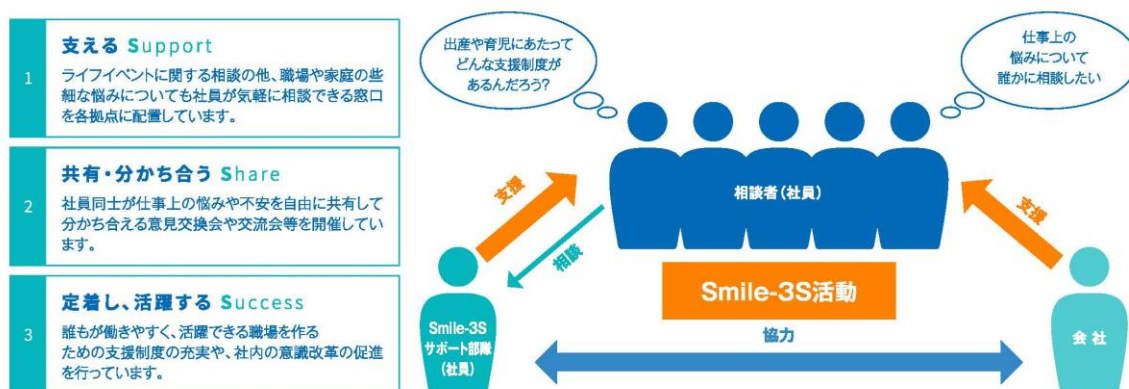 1
支える Support
ライフイベントに関する相談の他、職場や家庭の些
細な悩みについても社員が気軽に相談できる窓口
を各拠点に配置しています。
2
共有・分かち合う Share
社員同士が仕事上の悩みや不安を自由に共有して
分かち合える意見交換会や交流会等を開催してい
ます。
3
定着し、活躍する Success
誰もが働きやすく、活躍できる職場を作る
ための支援制度の充実や、社内の意識改革の促進
を行っています。
出産や育児にあたって
どんな支援制度が
あるんだろう?
仕事上の
悩みについて
誰かに相談したい
相談者(社員)
支援
相談
支援
Smile-3S活動
Smile-3S
サポート部隊
(社員)
協力
会社